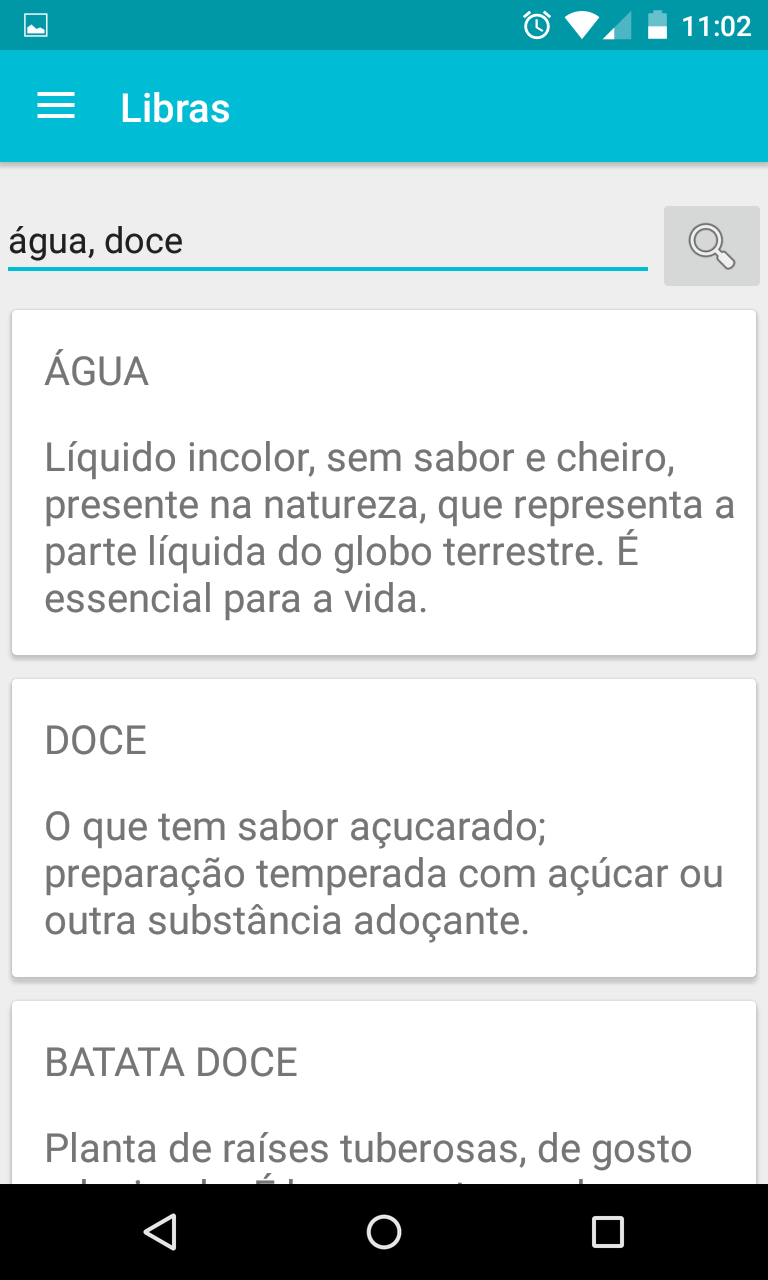 11:02
Libras
água, doce
ÁGUA
Líquido incolor, sem sabor e cheiro,
presente na natureza, que representa a
parte líquida do globo terrestre. É
essencial para a vida.
DOCE
O que tem sabor açucarado;
preparação temperada com açúcar ou
outra substância adoçante.
BATATA DOCE
Planta de raíses tuberosas, de gosto